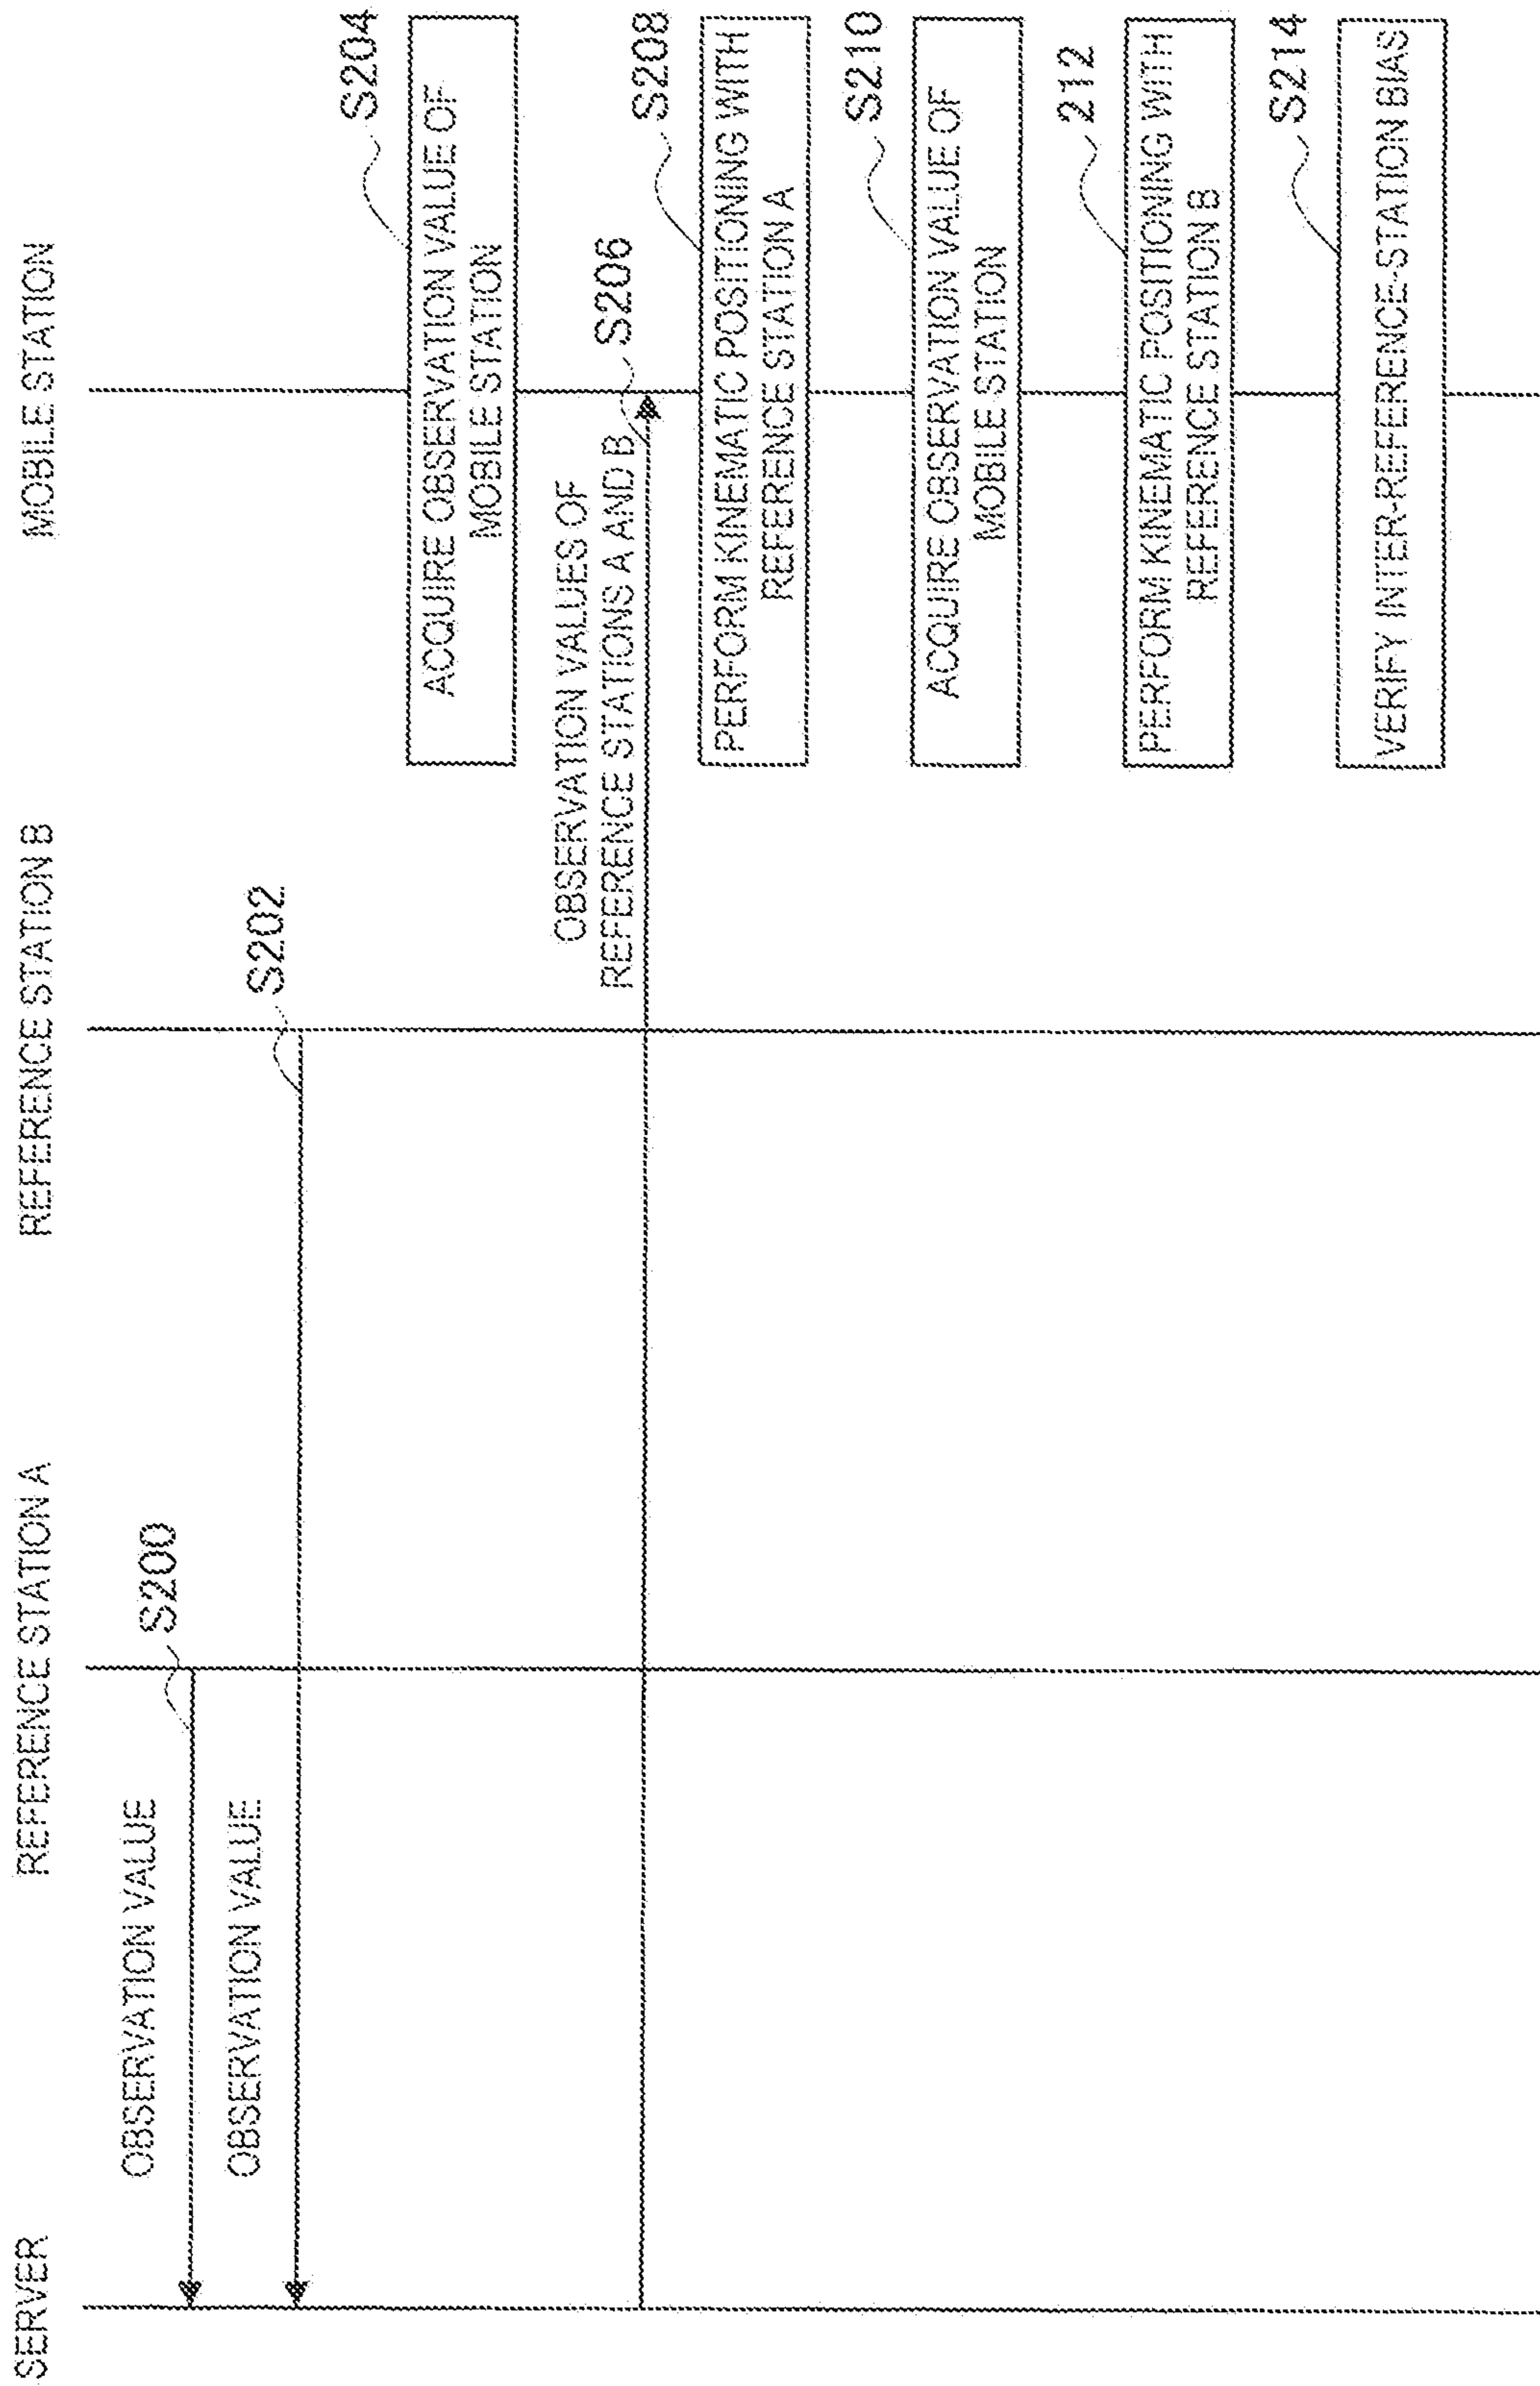 SERVER
REFERENCE STATION A
REFERENCE STATION B
MOBILE STATION
OBSERVATION VALUE
S200
OBSERVATION VALUE
S202
S204
ACQUIRE OBSERVATION VALUE OF
MOBILE STATION
OBSERVATION VALUES OF
REFERENCE STATIONS A AND B
S206
S208
PERFORM KINEMATIC POSITIONING WITH
REFERENCE STATION A
S210
ACQUIRE OBSERVATION VALUE OF
MOBILE STATION
212
PERFORM KINEMATIC POSITIONING WITH
REFERENCE STATION B
S214
VERIFY INTER-REFERENCE-STATION BIAS